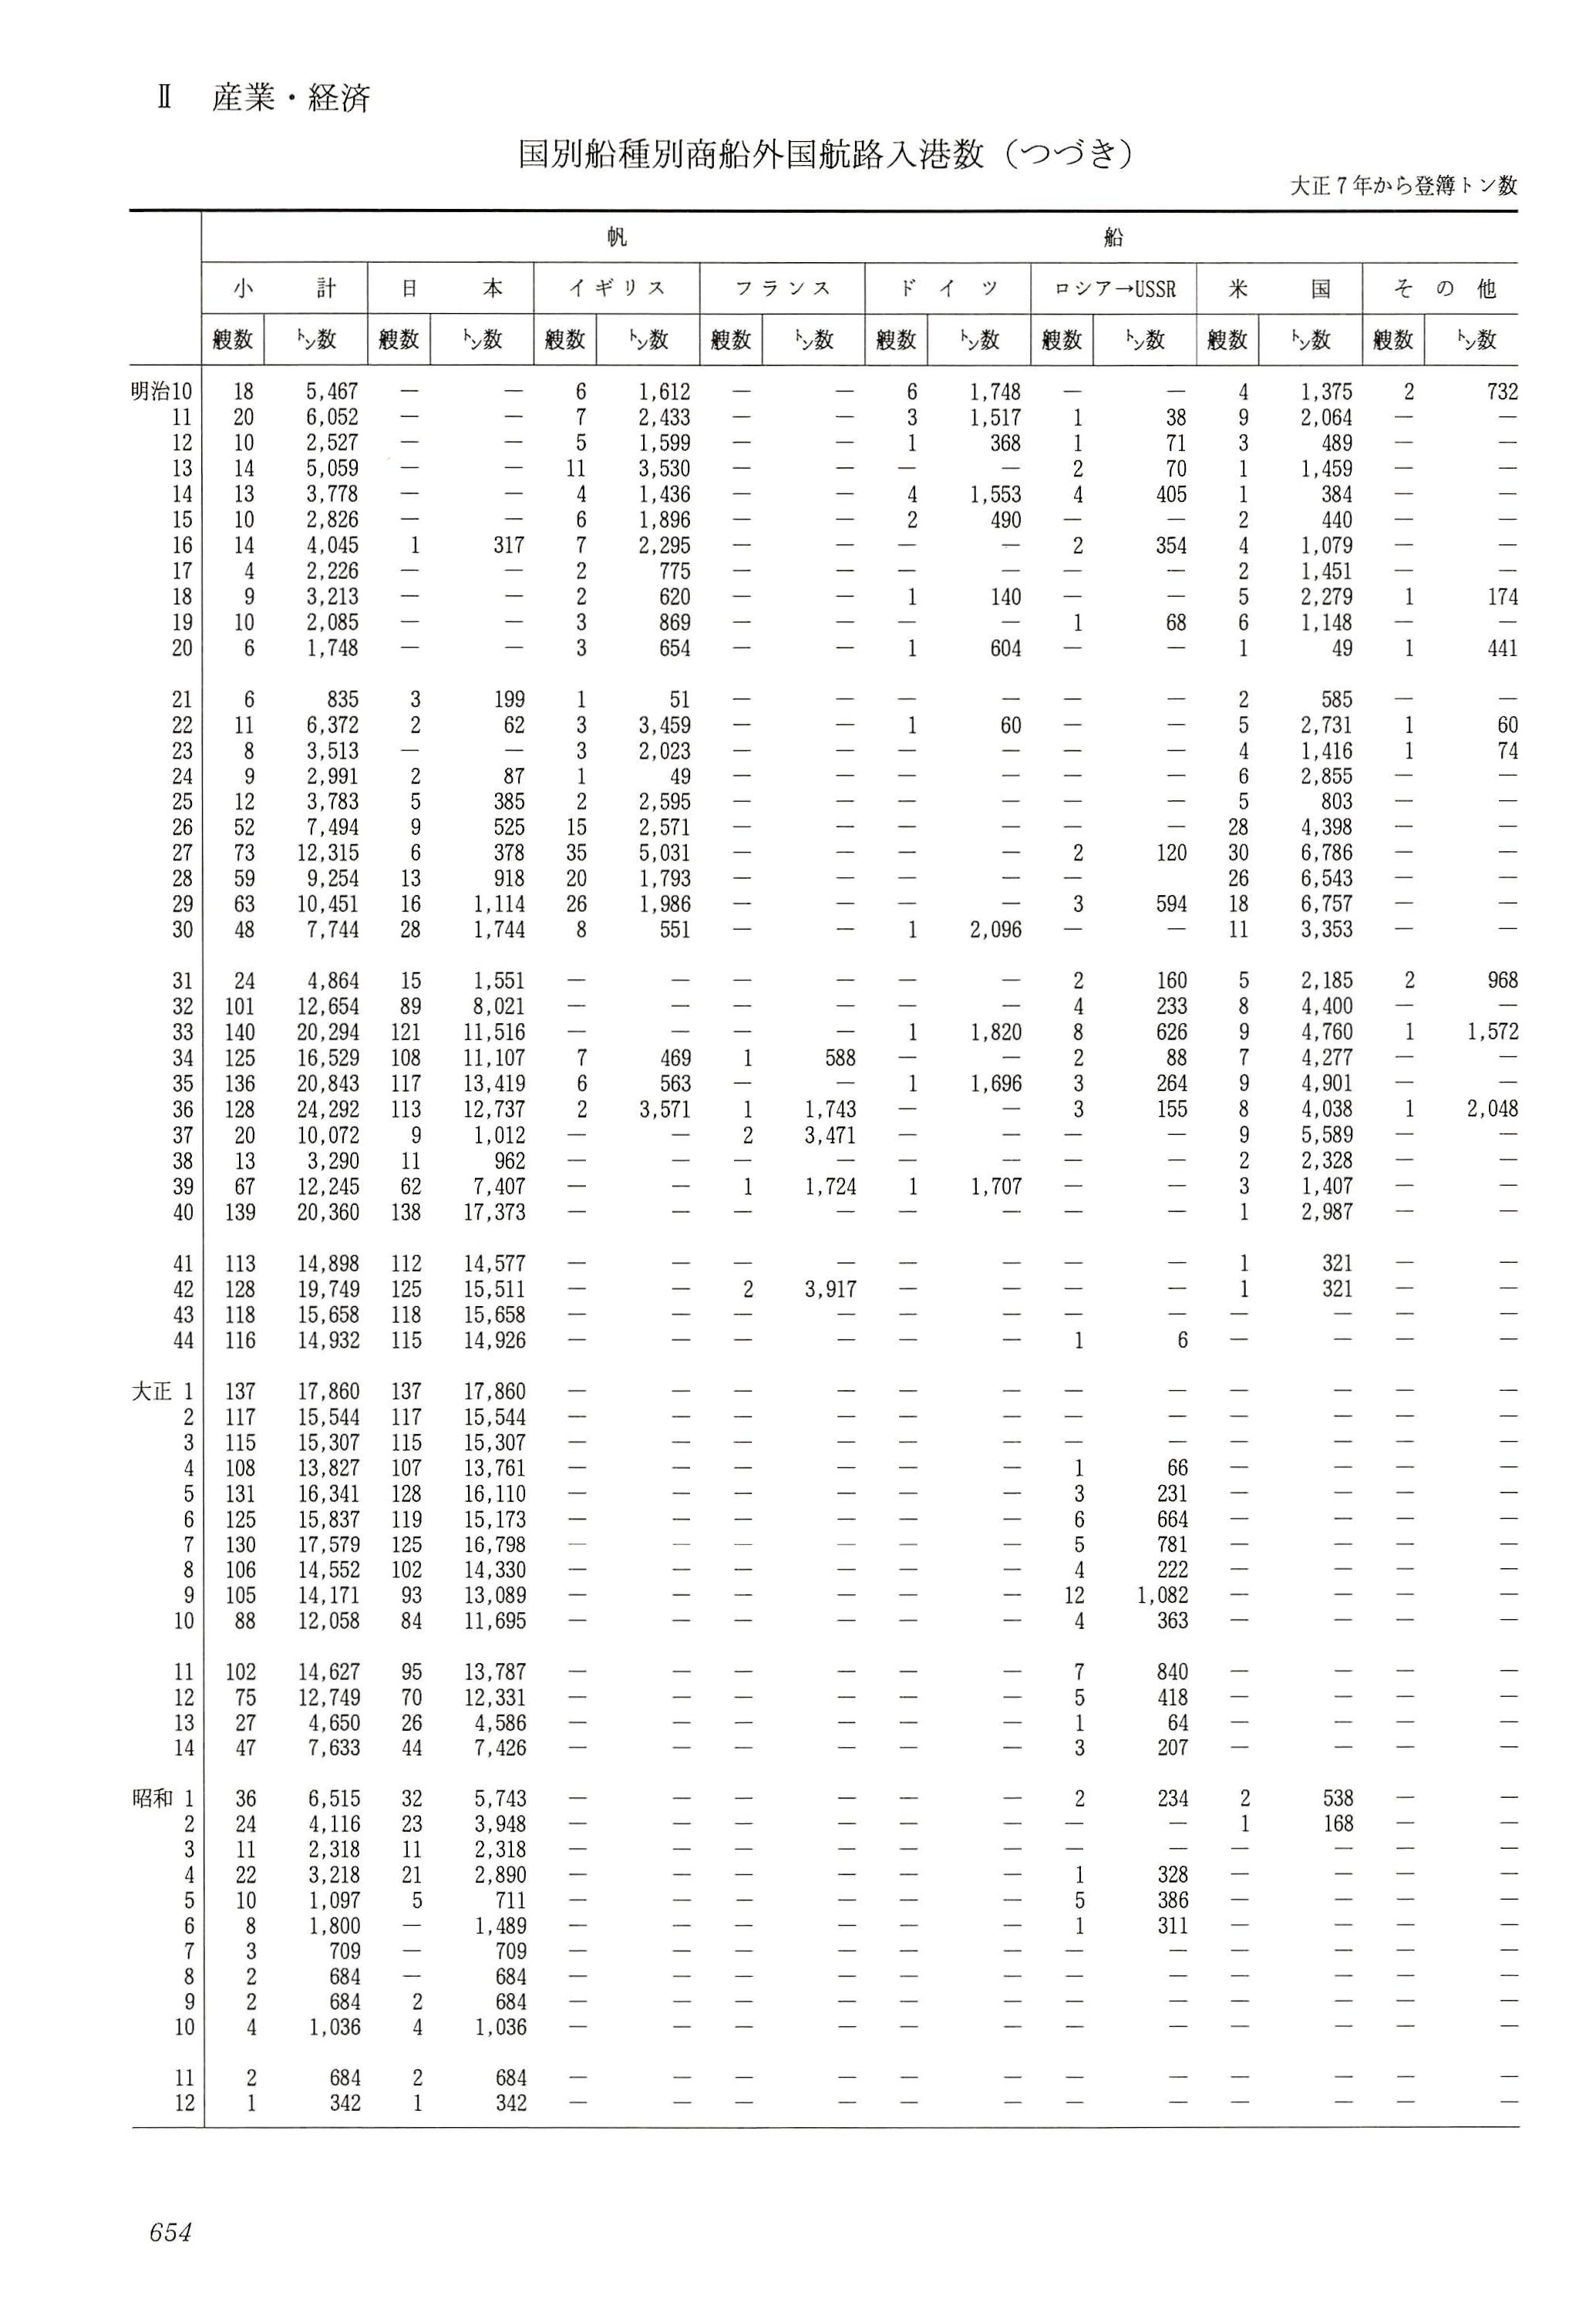 Ⅱ 産業・経済
国別船種別商船外国航路入港数（つづき）
大正7年から登簿トン数
帆 船
小計 日本 イギリス フランス ドイツ ロシア→USSR 米国 その他
艘数 トン数 艘数 トン数 艘数 トン数 艘数 トン数 艘数 トン数 艘数 トン数 艘数 トン数 艘数 トン数
明治10 18 5,467 — — 6 1,612 — — 6 1,748 — — 4 1,375 2 732
11 20 6,052 — — 7 2,433 — — 3 1,517 1 38 9 2,064 — —
12 10 2,527 — — 5 1,599 — — 1 368 1 71 3 489 — —
13 14 5,059 — — 11 3,530 — — — — 2 70 1 1,459 — —
14 13 3,778 — — 4 1,436 — — 4 1,553 4 405 1 384 — —
15 10 2,826 — — 6 1,896 — — 2 490 — — 2 440 — —
16 14 4,045 1 317 7 2,295 — — — — 2 354 4 1,079 — —
17 4 2,226 — — 2 775 — — — — — — 2 1,451 — —
18 9 3,213 — — 2 620 — — 1 140 — — 5 2,279 1 174
19 10 2,085 — — 3 869 — — — — 1 68 6 1,148 — —
20 6 1,748 — — 3 654 — — 1 604 — — 1 49 1 441
21 6 835 3 199 1 51 — — — — — — 2 585 — —
22 11 6,372 2 62 3 3,459 — — 1 60 — — 5 2,731 1 60
23 8 3,513 — — 3 2,023 — — — — — — 4 1,416 1 74
24 9 2,991 2 87 1 49 — — — — — — 6 2,855 — —
25 12 3,783 5 385 2 2,595 — — — — — — 5 803 — —
26 52 7,494 9 525 15 2,571 — — — — — — 28 4,398 — —
27 73 12,315 6 378 35 5,031 — — — — 2 120 30 6,786 — —
28 59 9,254 13 918 20 1,793 — — — — — 26 6,543 — —
29 63 10,451 16 1,114 26 1,986 — — — — 3 594 18 6,757 — —
30 48 7,744 28 1,744 8 551 — — 1 2,096 — — 11 3,353 — —
31 24 4,864 15 1,551 — — — — — — 2 160 5 2,185 2 968
32 101 12,654 89 8,021 — — — — — — 4 233 8 4,400 — —
33 140 20,294 121 11,516 — — — — 1 1,820 8 626 9 4,760 1 1,572
34 125 16,529 108 11,107 7 469 1 588 — — 2 88 7 4,277 — —
35 136 20,843 117 13,419 6 563 — — 1 1,696 3 264 9 4,901 — —
36 128 24,292 113 12,737 2 3,571 1 1,743 — — 3 155 8 4,038 1 2,048
37 20 10,072 9 1,012 — — 2 3,471 — — — — 9 5,589 — —
38 13 3,290 11 962 — — — — — — — — 2 2,328 — —
39 67 12,245 62 7,407 — — 1 1,724 1 1,707 — — 3 1,407 — —
40 139 20,360 138 17,373 — — — — — — — — 1 2,987 — —
41 113 14,898 112 14,577 — — — — — — — — 1 321 — —
42 128 19,749 125 15,511 — — 2 3,917 — — — — 1 321 — —
43 118 15,658 118 15,658 — — — — — — — — — — — —
44 116 14,932 115 14,926 — — — — — — 1 6 — — — —
大正 1 137 17,860 137 17,860 — — — — — — — — — — — —
2 117 15,544 117 15,544 — — — — — — — — — — — —
3 115 15,307 115 15,307 — — — — — — — — — — — —
4 108 13,827 107 13,761 — — — — — — 1 66 — — — —
5 131 16,341 128 16,110 — — — — — — 3 231 — — — —
6 125 15,837 119 15,173 — — — — — — 6 664 — — — —
7 130 17,579 125 16,798 — — — — — — 5 781 — — — —
8 106 14,552 102 14,330 — — — — — — 4 222 — — — —
9 105 14,171 93 13,089 — — — — — — 12 1,082 — — — —
10 88 12,058 84 11,695 — — — — — — 4 363 — — — —
11 102 14,627 95 13,787 — — — — — — 7 840 — — — —
12 75 12,749 70 12,331 — — — — — — 5 418 — — — —
13 27 4,650 26 4,586 — — — — — — 1 64 — — — —
14 47 7,633 44 7,426 — — — — — — 3 207 — — — —
昭和 1 36 6,515 32 5,743 — — — — — — 2 234 2 538 — —
2 24 4,116 23 3,948 — — — — — — — — 1 168 — —
3 11 2,318 11 2,318 — — — — — — — — — — — —
4 22 3,218 21 2,890 — — — — — — 1 328 — — — —
5 10 1,097 5 711 — — — — — — 5 386 — — — —
6 8 1,800 — 1,489 — — — — — — 1 311 — — — —
7 3 709 — 709 — — — — — — — — — — — —
8 2 684 — 684 — — — — — — — — — — — —
9 2 684 2 684 — — — — — — — — — — — —
10 4 1,036 4 1,036 — — — — — — — — — — — —
11 2 684 2 684 — — — — — — — — — — — —
12 1 342 1 342 — — — — — — — — — — — —
654